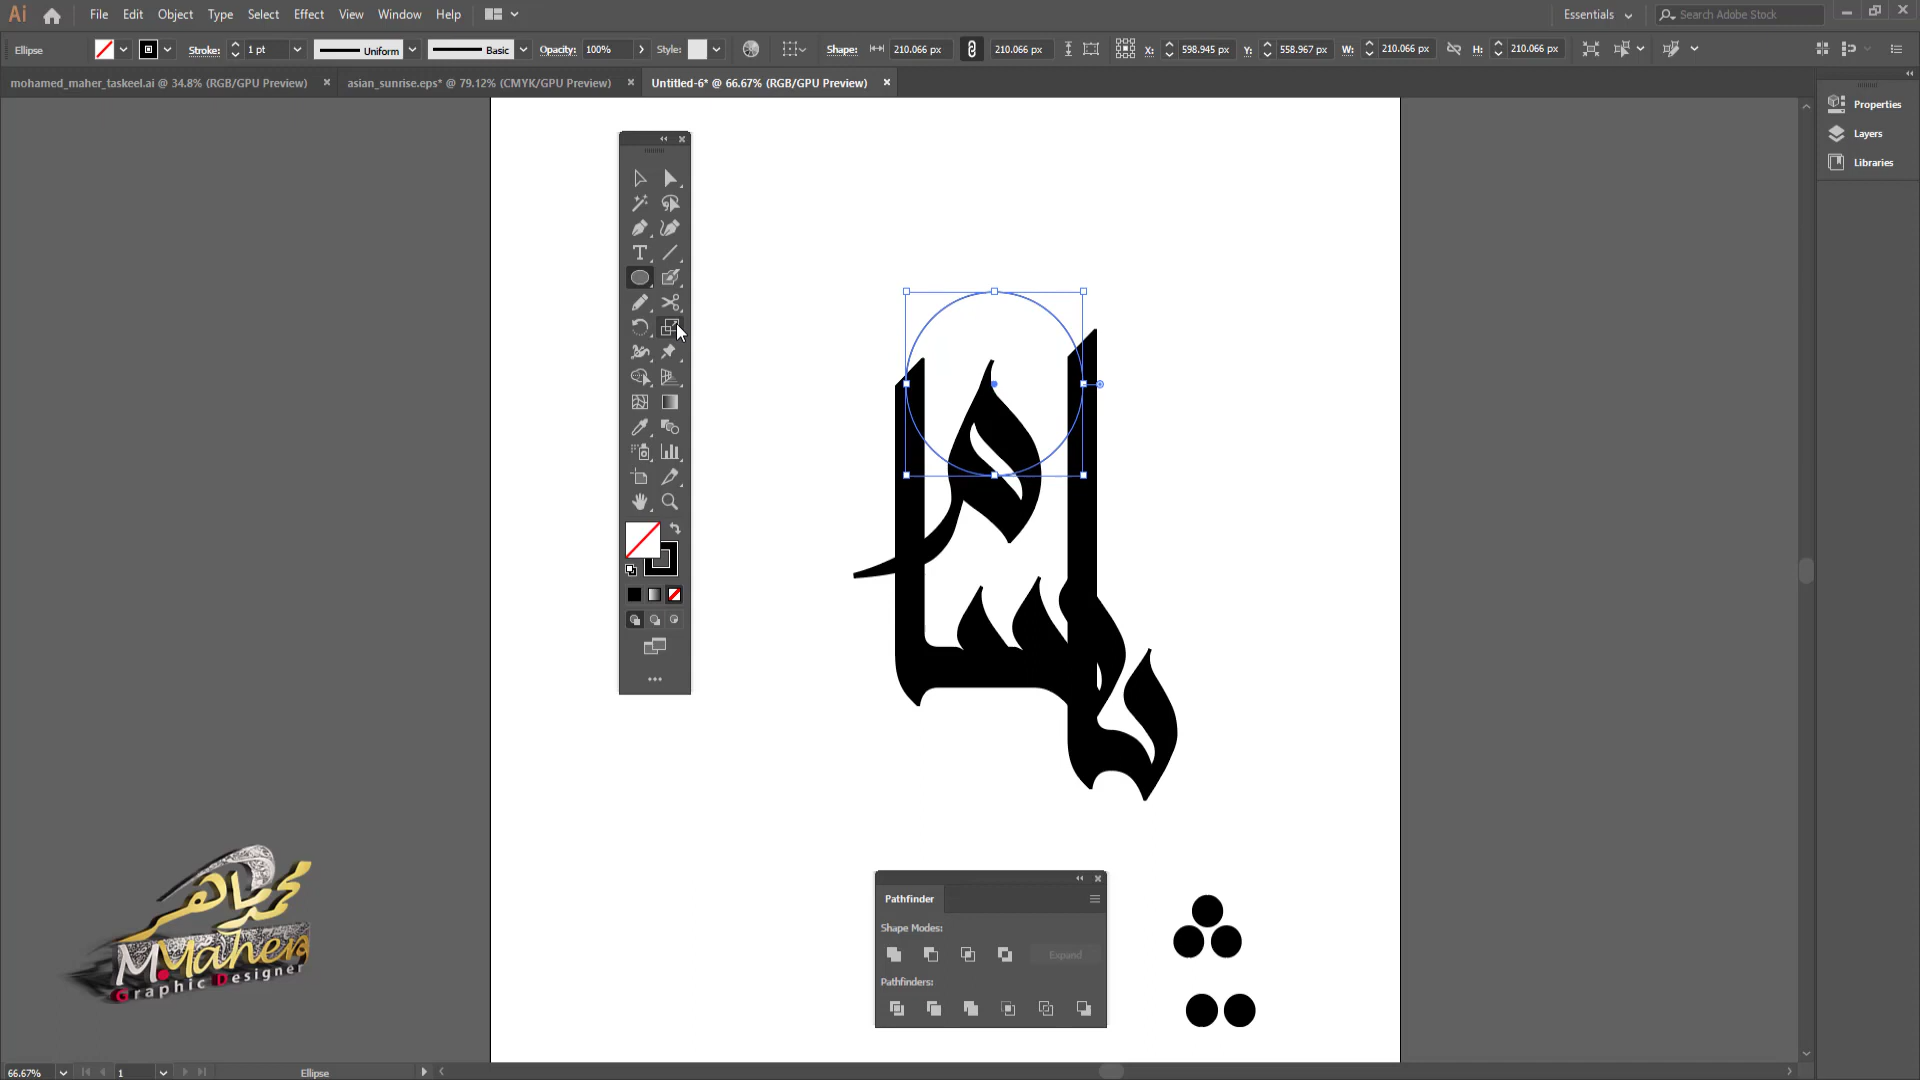 Ai File Edit Object Type Select Effect View Window Help Essentials Search Adobe Stock
Ellipse Stroke: 1 pt Uniform Basic Opacity: 100% Style: Shape: 210.066 px 210.066 px X: 598.945 px Y: 558.967 px W: 210.066 px H: 210.066 px
mohamed_maher_taskeel.ai @ 34.8% (RGB/GPU Preview) asian_sunrise.eps* @ 79.12% (CMYK/GPU Preview) Untitled-6* @ 66.67% (RGB/GPU Preview)
Properties
Layers
Libraries
Pathfinder
Shape Modes:
Expand
Pathfinders:
محمد ماهر
M.Maher
Graphic Designer
66.67% 1 Ellipse